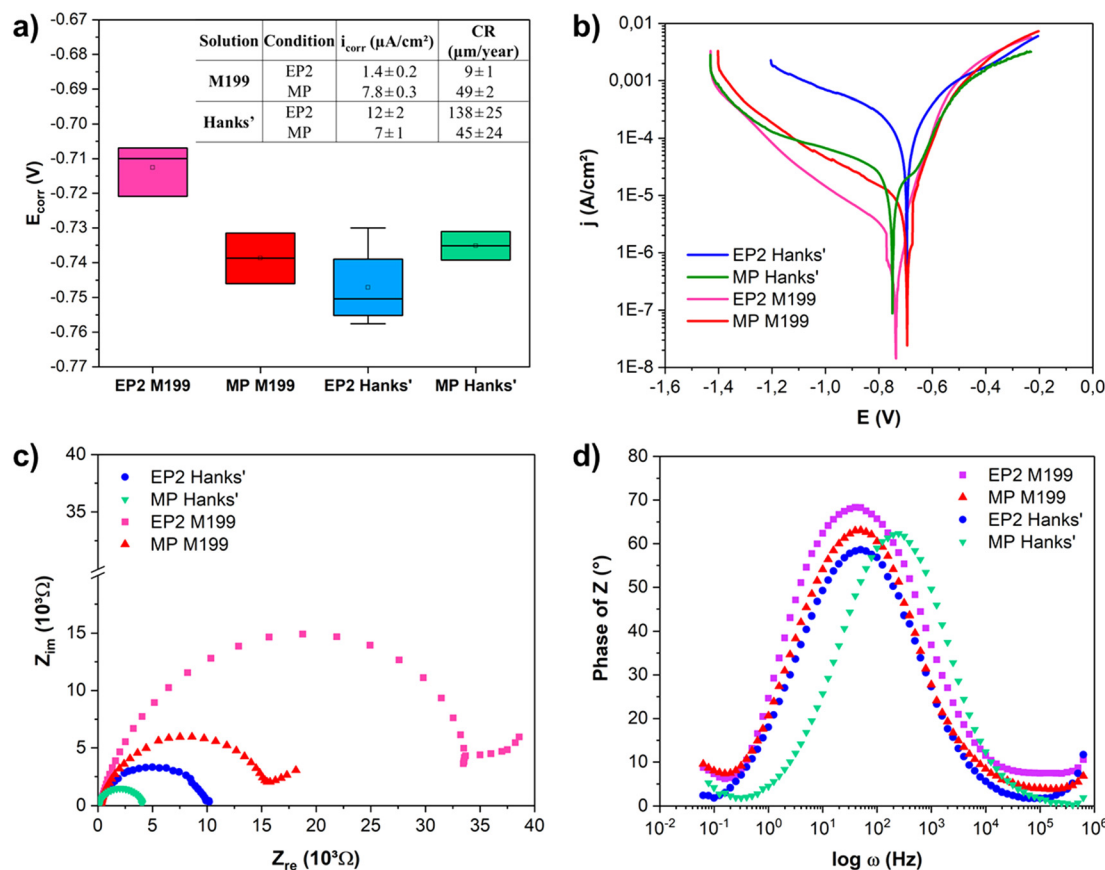 a)
-0.67
-0.68
-0.69
-0.70
-0.71
-0.72
-0.73
-0.74
-0.75
-0.76
-0.77
E_corr (V)
Solution Condition i_corr (µA/cm²) CR (µm/year)
M199 EP2 1.4±0.2 9±1
MP 7.8±0.3 49±2
Hanks' EP2 12±2 138±25
MP 7±1 45±24
EP2 M199 MP M199 EP2 Hanks' MP Hanks'
b)
0,01
0,001
1E-4
1E-5
1E-6
1E-7
1E-8
j (A/cm²)
EP2 Hanks'
MP Hanks'
EP2 M199
MP M199
-1,6 -1,4 -1,2 -1,0 -0,8 -0,6 -0,4 -0,2 0,0
E (V)
c)
40
35
15
10
5
0
Z_im (10³Ω)
EP2 Hanks'
MP Hanks'
EP2 M199
MP M199
0 5 10 15 20 25 30 35 40
Z_re (10³Ω)
d)
80
70
60
50
40
30
20
10
0
Phase of Z (°)
EP2 M199
MP M199
EP2 Hanks'
MP Hanks'
10⁻² 10⁻¹ 10⁰ 10¹ 10² 10³ 10⁴ 10⁵ 10⁶
log ω (Hz)